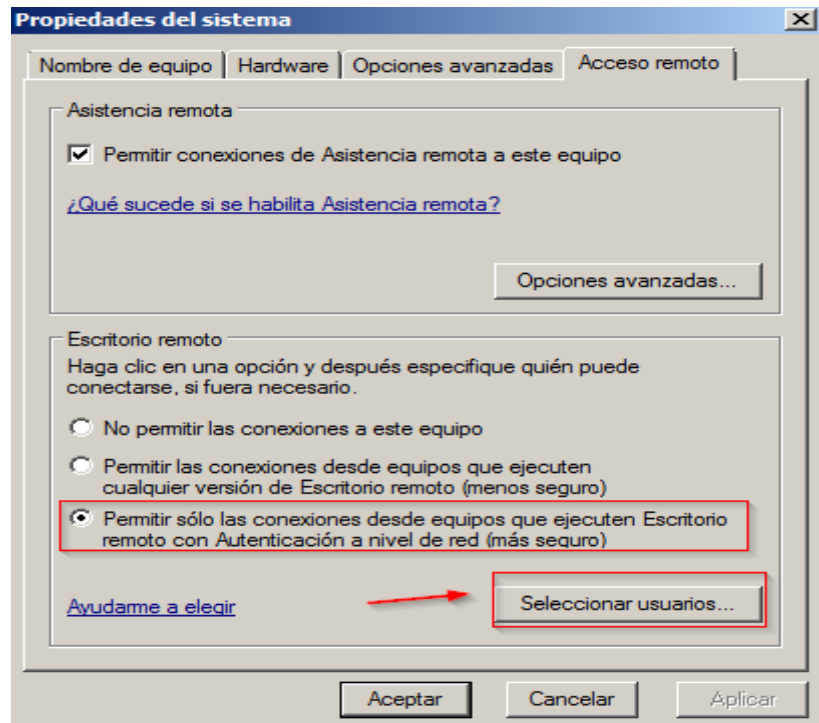 Propiedades del sistema
Nombre de equipo
Hardware
Opciones avanzadas
Acceso remoto
Asistencia remota
Permitir conexiones de Asistencia remota a este equipo
¿Qué sucede si se habilita Asistencia remota?
Opciones avanzadas...
Escritorio remoto
Haga clic en una opción y después especifique quién puede
conectarse, si fuera necesario.
No permitir las conexiones a este equipo
Permitir las conexiones desde equipos que ejecuten
cualquier versión de Escritorio remoto (menos seguro)
Permitir sólo las conexiones desde equipos que ejecuten Escritorio
remoto con Autenticación a nivel de red (más seguro)
Ayudarme a elegir
Seleccionar usuarios...
Aceptar
Cancelar
Aplicar